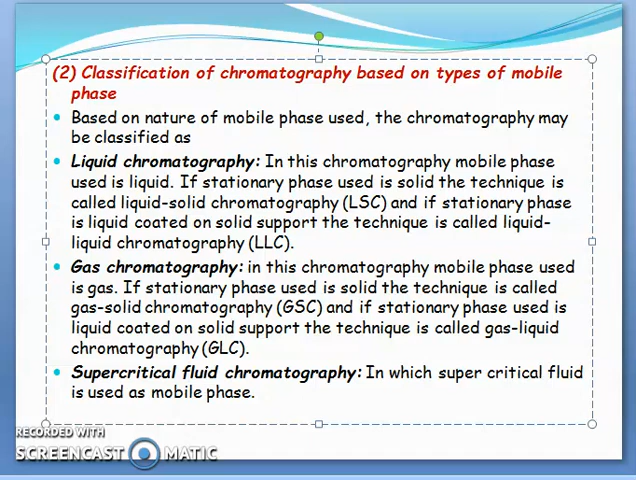 (2) Classification of chromatography based on types of mobile
phase
Based on nature of mobile phase used, the chromatography may
be classified as
Liquid chromatography: In this chromatography mobile phase
used is liquid. If stationary phase used is solid the technique is
called liquid-solid chromatography (LSC) and if stationary phase
is liquid coated on solid support the technique is called liquid-
liquid chromatography (LLC).
Gas chromatography: in this chromatography mobile phase used
is gas. If stationary phase used is solid the technique is called
gas-solid chromatography (GSC) and if stationary phase used is
liquid coated on solid support the technique is called gas-liquid
chromatography (GLC).
Supercritical fluid chromatography: In which super critical fluid
is used as mobile phase.
RECORDED WITH
SCREENCAST MATIC